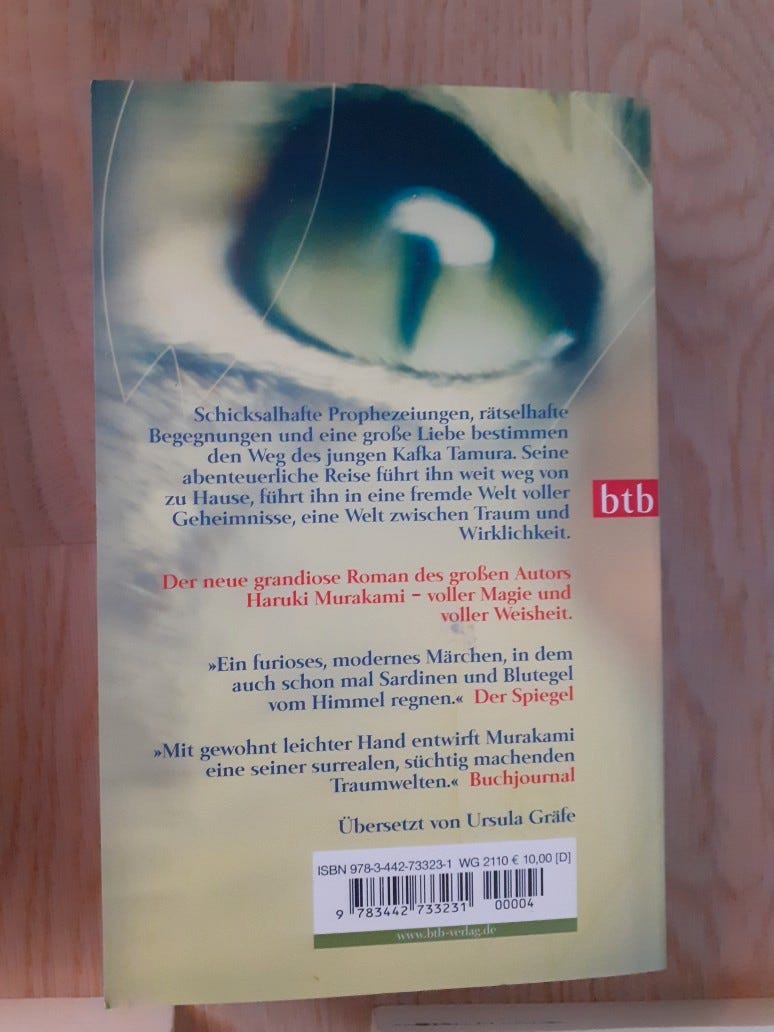 Schicksalhafte Prophezeiungen, rätselhafte
Begegnungen und eine große Liebe bestimmen
den Weg des jungen Kafka Tamura. Seine
abenteuerliche Reise führt ihn weit weg von
zu Hause, führt ihn in eine fremde Welt voller
Geheimnisse, eine Welt zwischen Traum und
Wirklichkeit.
btb
Der neue grandiose Roman des großen Autors
Haruki Murakami – voller Magie und
voller Weisheit.
»Ein furioses, modernes Märchen, in dem
auch schon mal Sardinen und Blutegel
vom Himmel regnen.« Der Spiegel
»Mit gewohnt leichter Hand entwirft Murakami
eine seiner surrealen, süchtig machenden
Traumwelten.« Buchjournal
Übersetzt von Ursula Gräfe
ISBN 978-3-442-73323-1 WG 2110 € 10,00 [D]
9 783442 733231 00004
www.btb-verlag.de